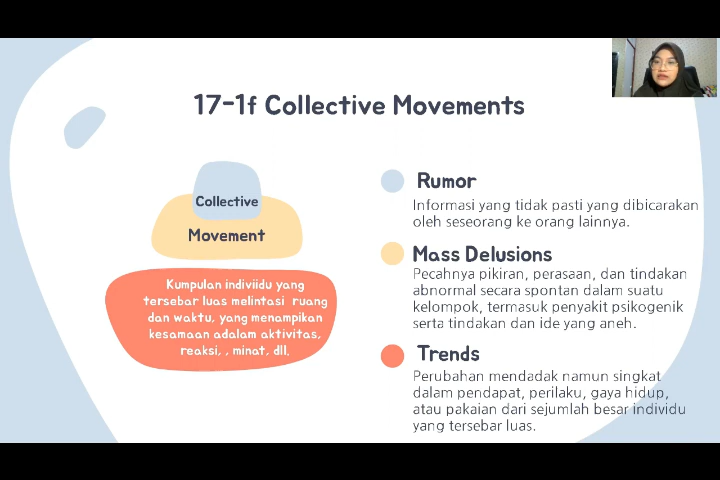 17-1f Collective Movements
Collective
Movement
Kumpulan indiviidu yang
tersebar luas melintasi ruang
dan waktu, yang menampikan
kesamaan adalam aktivitas,
reaksi, , minat, dll.
Rumor
Informasi yang tidak pasti yang dibicarakan
oleh seseorang ke orang lainnya.
Mass Delusions
Pecahnya pikiran, perasaan, dan tindakan
abnormal secara spontan dalam suatu
kelompok, termasuk penyakit psikogenik
serta tindakan dan ide yang aneh.
Trends
Perubahan mendadak namun singkat
dalam pendapat, perilaku, gaya hidup,
atau pakaian dari sejumlah besar individu
yang tersebar luas.